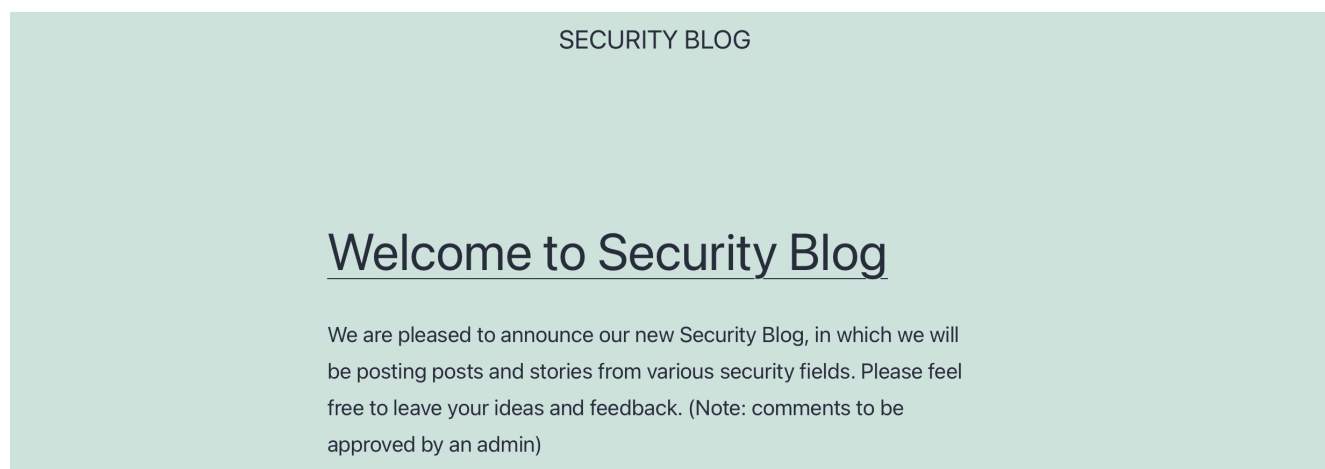 SECURITY BLOG
Welcome to Security Blog
We are pleased to announce our new Security Blog, in which we will
be posting posts and stories from various security fields. Please feel
free to leave your ideas and feedback. (Note: comments to be
approved by an admin)